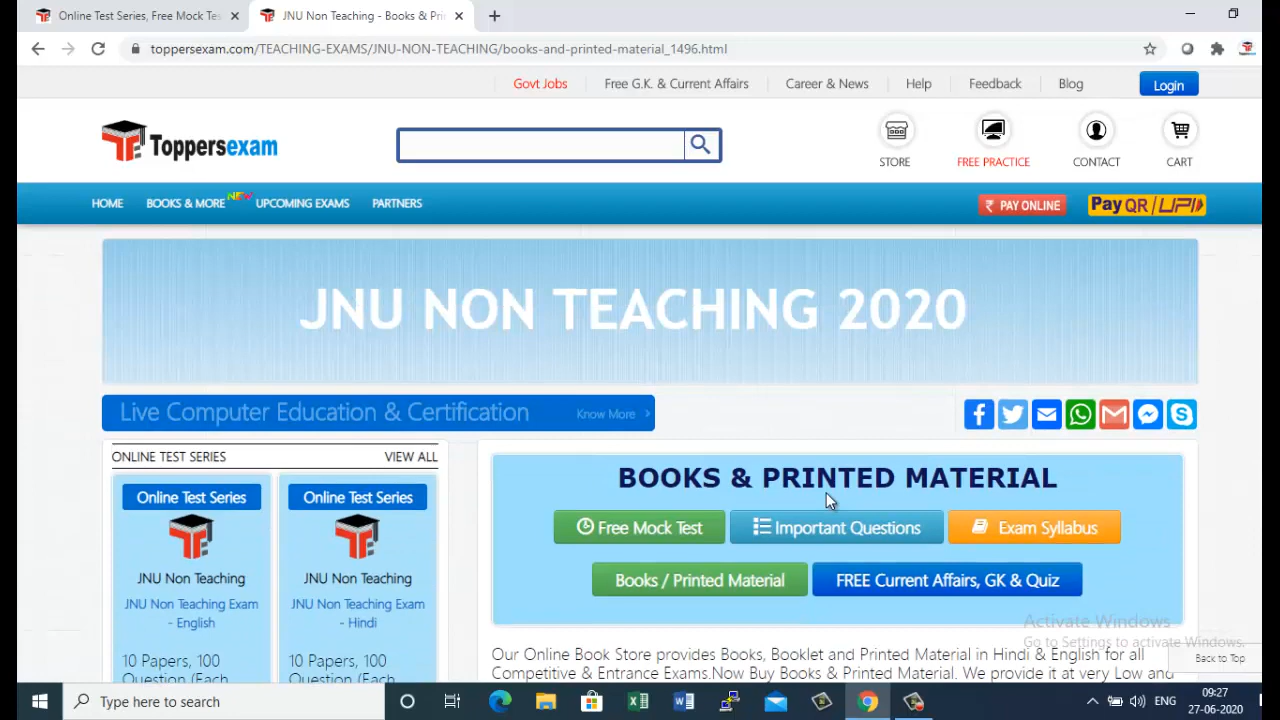 Online Test Series, Free Mock Tes
JNU Non Teaching - Books & Pri
toppersexam.com/TEACHING-EXAMS/JNU-NON-TEACHING/books-and-printed-material_1496.html
Govt Jobs Free G.K. & Current Affairs Career & News Help Feedback Blog Login
Toppersexam
STORE FREE PRACTICE CONTACT CART
HOME BOOKS & MORE NEW UPCOMING EXAMS PARTNERS ₹ PAY ONLINE Pay QR / UPI
JNU NON TEACHING 2020
Live Computer Education & Certification Know More
ONLINE TEST SERIES VIEW ALL
Online Test Series
JNU Non Teaching
JNU Non Teaching Exam
- English
10 Papers, 100
Question (Each
Online Test Series
JNU Non Teaching
JNU Non Teaching Exam
- Hindi
10 Papers, 100
Question (Each
BOOKS & PRINTED MATERIAL
Free Mock Test Important Questions Exam Syllabus
Books / Printed Material FREE Current Affairs, GK & Quiz
Our Online Book Store provides Books, Booklet and Printed Material in Hindi & English for all
Competitive & Entrance Exams.Now Buy Books & Printed Material. We provide it at very Low and
Activate Windows
Go to Settings to activate Windows.
Back to Top
Type here to search
ENG
09:27
27-06-2020